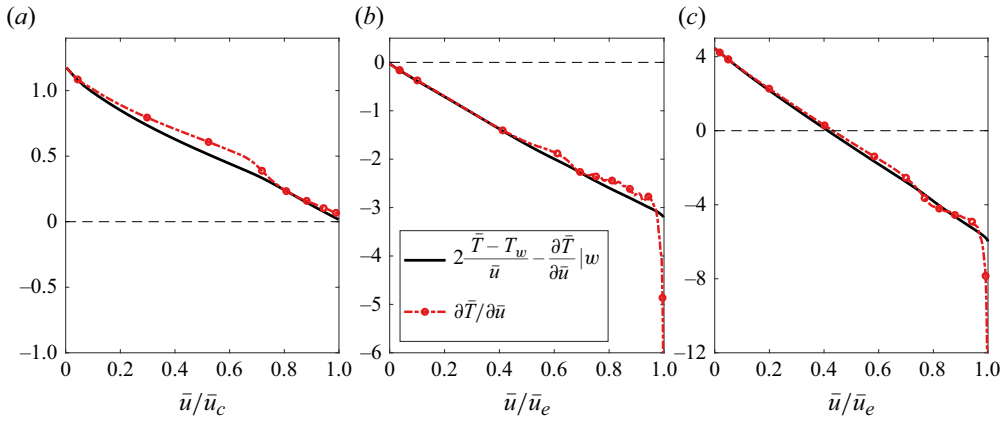 (a)
1.0
0.5
0
−0.5
−1.0
0 0.2 0.4 0.6 0.8 1.0
ū/ū_c
(b)
0
−1
−2
−3
−4
−5
−6
2 (T̄ − T_w)/ū − ∂T̄/∂ū |w
∂T̄/∂ū
0 0.2 0.4 0.6 0.8 1.0
ū/ū_e
(c)
4
0
−4
−8
−12
0 0.2 0.4 0.6 0.8 1.0
ū/ū_e